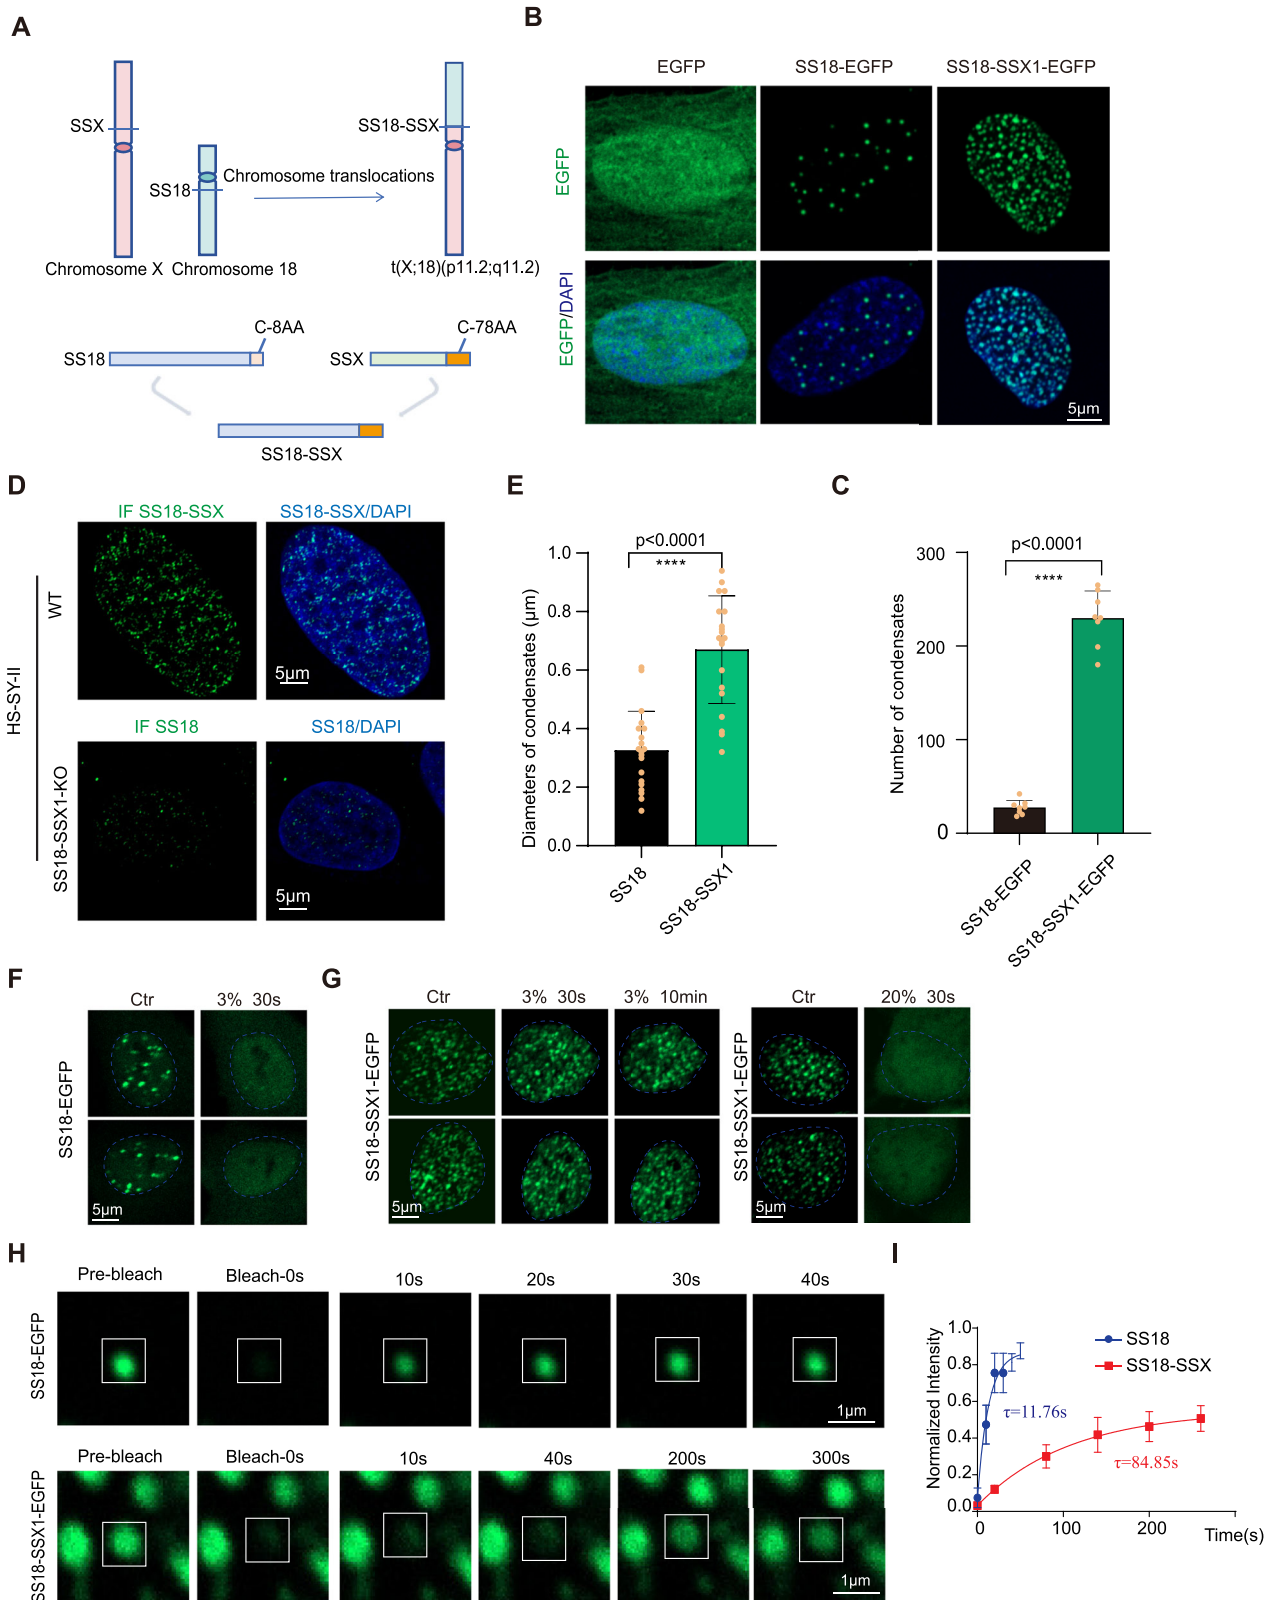 A
SSX
SS18-SSX
SS18
Chromosome translocations
Chromosome X
Chromosome 18
t(X;18)(p11.2;q11.2)
C-8AA
C-78AA
SS18
SSX
SS18-SSX
B
EGFP
SS18-EGFP
SS18-SSX1-EGFP
EGFP
EGFP/DAPI
5μm
D
IF SS18-SSX
SS18-SSX/DAPI
HS-SY-II
WT
5μm
5μm
IF SS18
SS18/DAPI
SS18-SSX1-KO
5μm
5μm
E
p<0.0001
****
Diameters of condensates (μm)
1.0
0.8
0.6
0.4
0.2
0.0
SS18
SS18-SSX1
C
p<0.0001
****
Number of condensates
300
200
100
0
SS18-EGFP
SS18-SSX1-EGFP
F
Ctr
3% 30s
SS18-EGFP
5μm
G
Ctr
3% 30s
3% 10min
SS18-SSX1-EGFP
5μm
Ctr
20% 30s
SS18-SSX1-EGFP
5μm
H
Pre-bleach
Bleach-0s
10s
20s
30s
40s
SS18-EGFP
1μm
Pre-bleach
Bleach-0s
10s
40s
200s
300s
SS18-SSX1-EGFP
1μm
I
Normalized Intensity
1.0
0.8
0.6
0.4
0.2
0.0
SS18
SS18-SSX
τ=11.76s
τ=84.85s
0
100
200
Time(s)